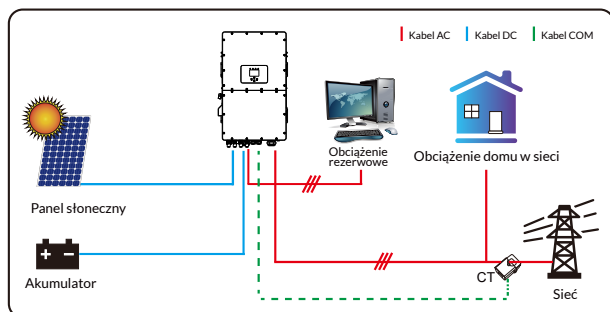 Kabel AC
Kabel DC
Kabel COM
Panel słoneczny
Obciążenie
rezerwowe
Obciążenie domu w sieci
Akumulator
CT
Sieć